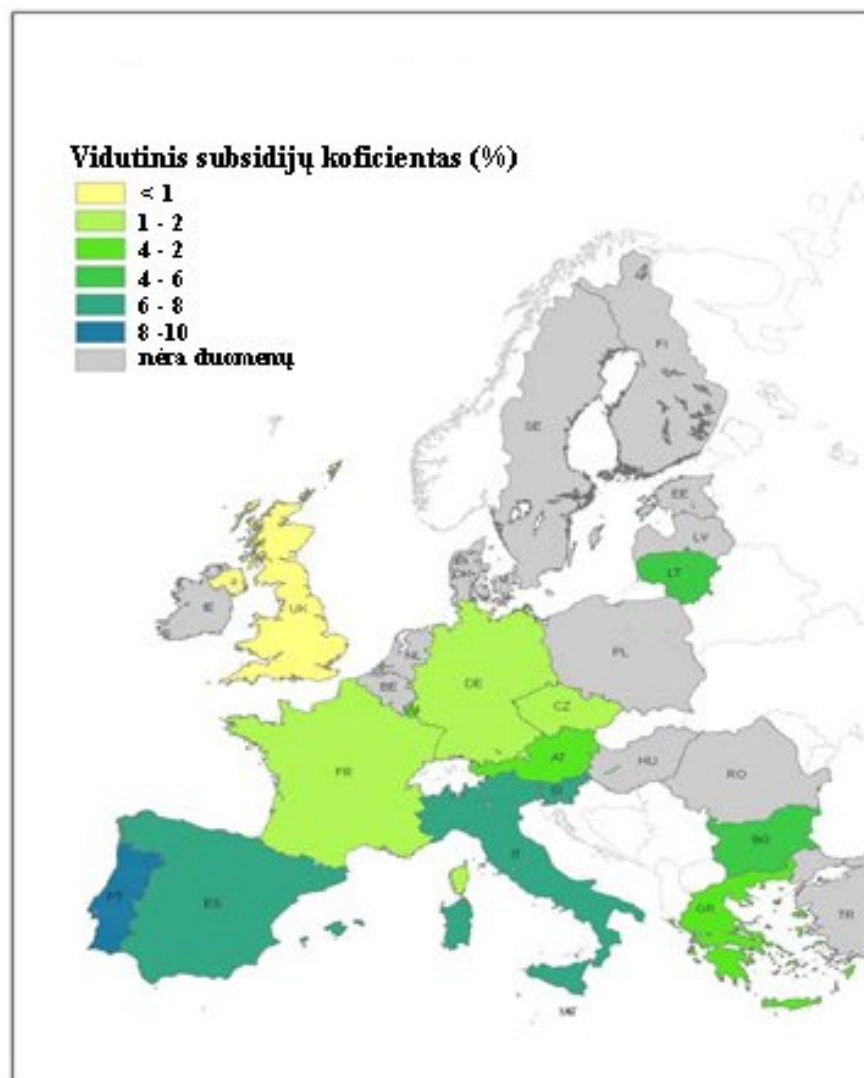 Vidutinis subsidijų koficientas (%)
< 1
1 - 2
4 - 2
4 - 6
6 - 8
8 -10
nėra duomenų
FI
SE
EE
LV
LT
DK
IE
UK
NL
PL
BE
DE
CZ
FR
AT
HU
SI
RO
IT
BG
PT
ES
GR
TR